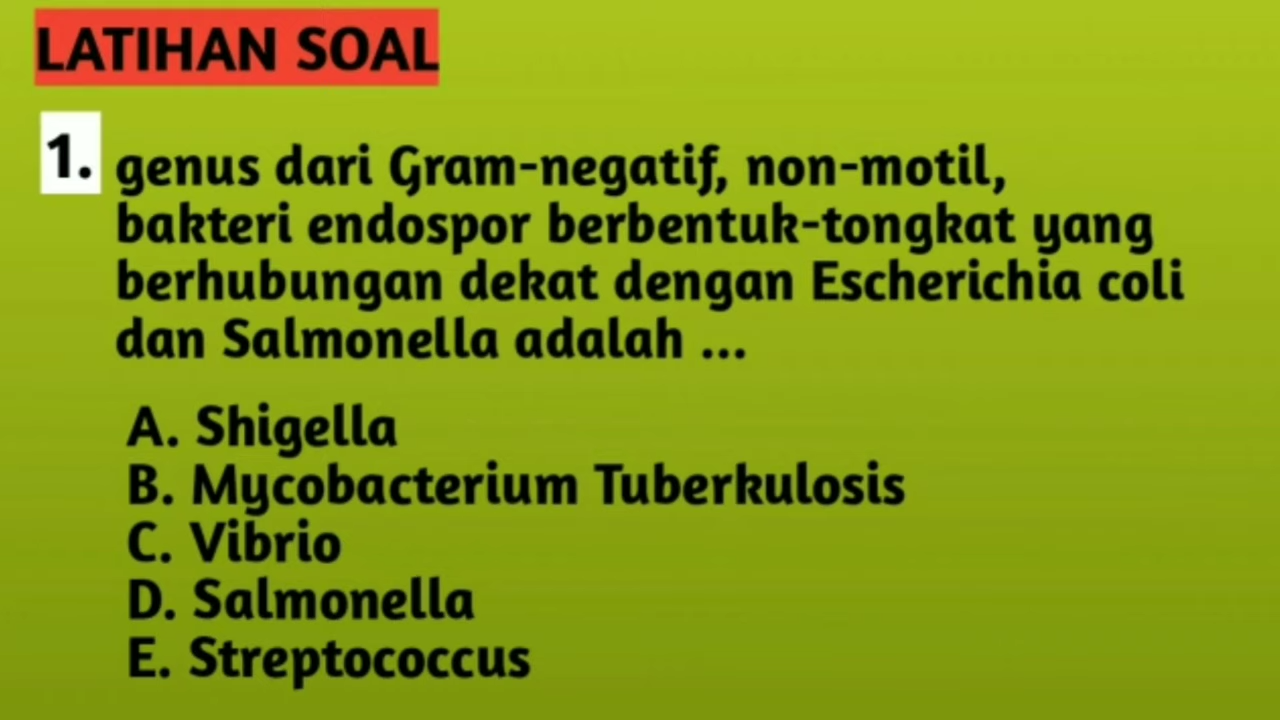 LATIHAN SOAL
1. genus dari Gram-negatif, non-motil,
bakteri endospor berbentuk-tongkat yang
berhubungan dekat dengan Escherichia coli
dan Salmonella adalah ...
A. Shigella
B. Mycobacterium Tuberkulosis
C. Vibrio
D. Salmonella
E. Streptococcus